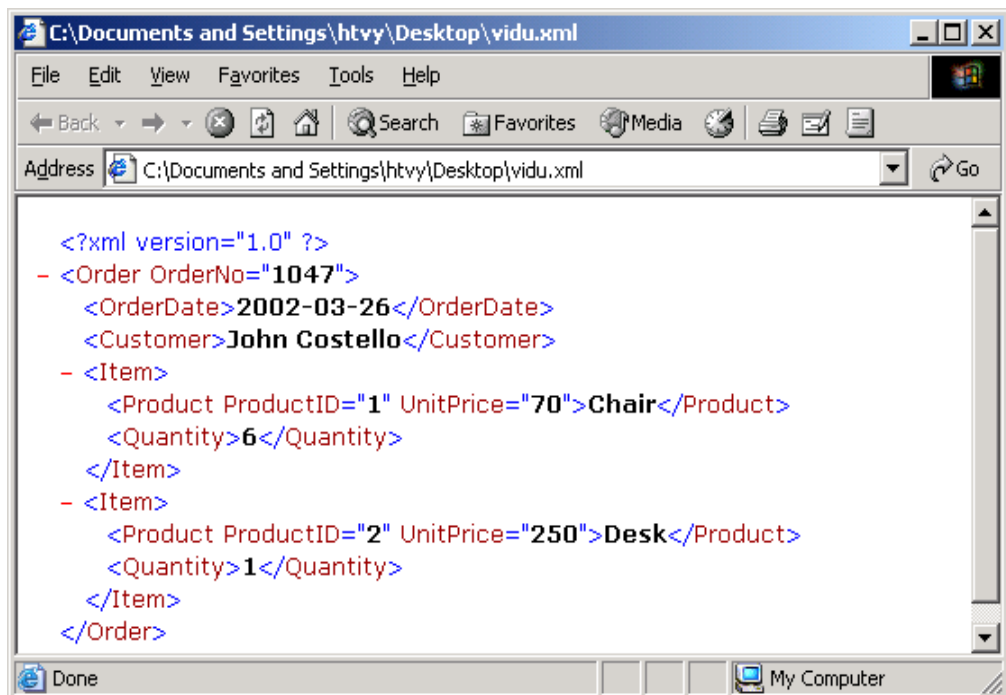 C:\Documents and Settings\htvy\Desktop\vidu.xml
File Edit View Favorites Tools Help
Back Search Favorites Media
Address C:\Documents and Settings\htvy\Desktop\vidu.xml Go
<?xml version="1.0" ?>
- <Order OrderNo="1047">
<OrderDate>2002-03-26</OrderDate>
<Customer>John Costello</Customer>
- <Item>
<Product ProductID="1" UnitPrice="70">Chair</Product>
<Quantity>6</Quantity>
</Item>
- <Item>
<Product ProductID="2" UnitPrice="250">Desk</Product>
<Quantity>1</Quantity>
</Item>
</Order>
Done My Computer